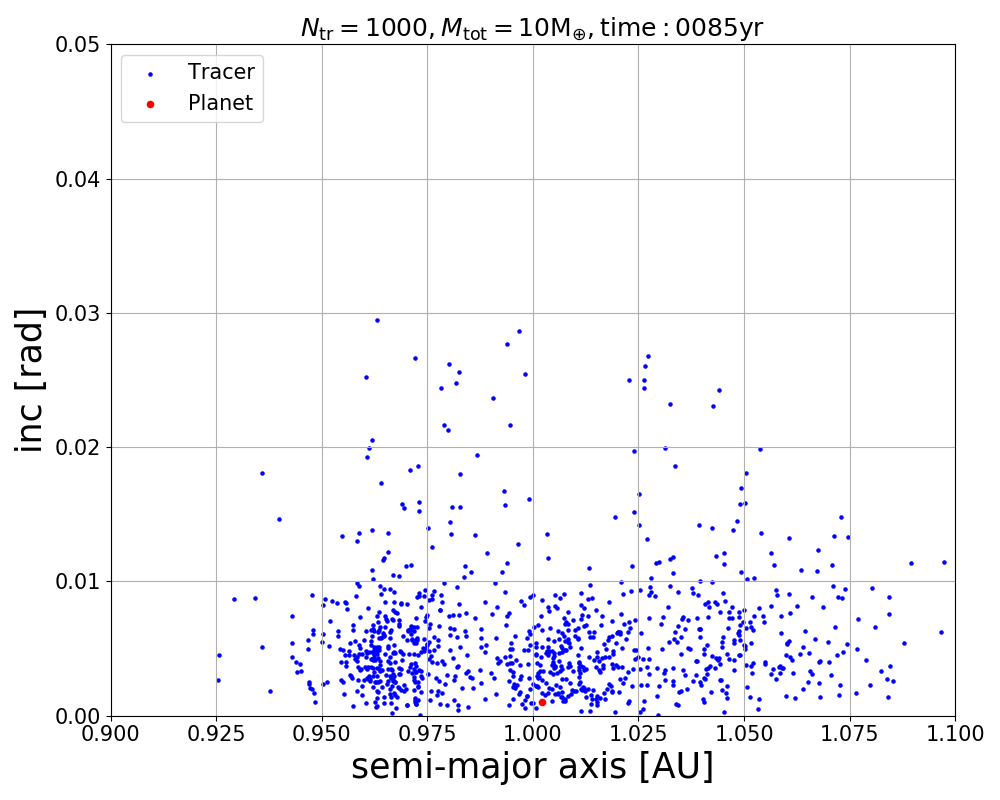 N_tr = 1000, M_tot = 10M_⊕, time : 0085yr
Tracer
Planet
0.05
0.04
0.03
0.02
0.01
0.00
inc [rad]
0.900 0.925 0.950 0.975 1.000 1.025 1.050 1.075 1.100
semi-major axis [AU]